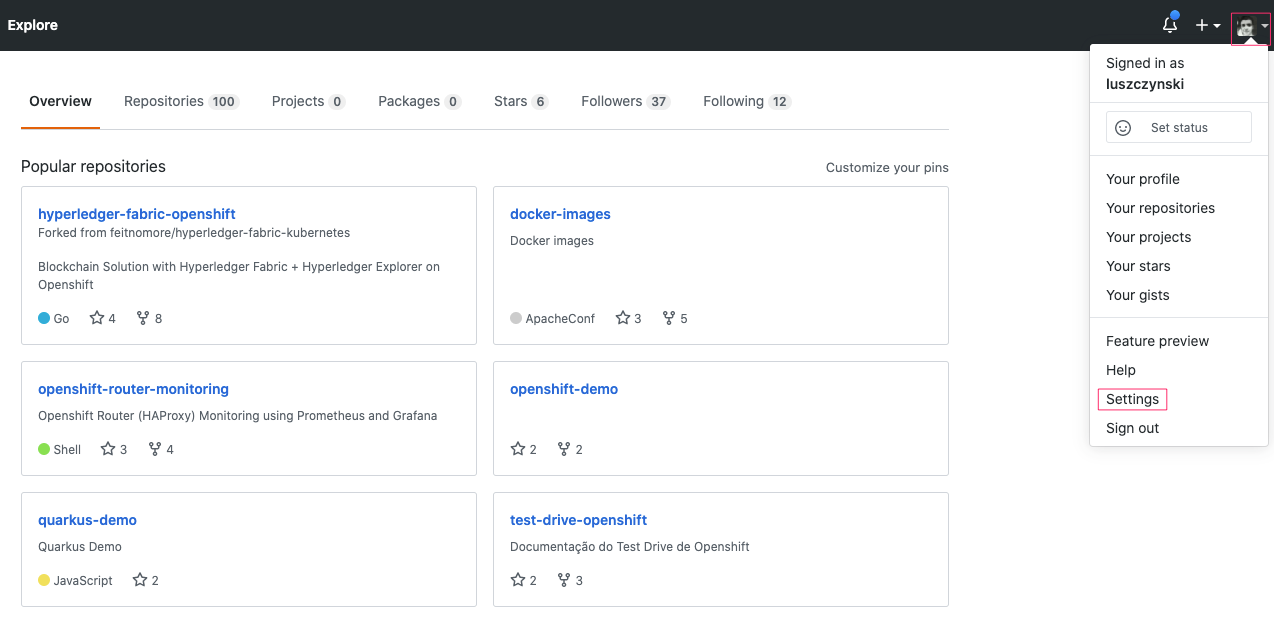 Explore
Signed in as
luszczynski
Set status
Your profile
Your repositories
Your projects
Your stars
Your gists
Feature preview
Help
Settings
Sign out
Overview Repositories 100 Projects 0 Packages 0 Stars 6 Followers 37 Following 12
Popular repositories Customize your pins
hyperledger-fabric-openshift
Forked from feitnomore/hyperledger-fabric-kubernetes
Blockchain Solution with Hyperledger Fabric + Hyperledger Explorer on
Openshift
Go 4 8
docker-images
Docker images
ApacheConf 3 5
openshift-router-monitoring
Openshift Router (HAProxy) Monitoring using Prometheus and Grafana
Shell 3 4
openshift-demo
2 2
quarkus-demo
Quarkus Demo
JavaScript 2
test-drive-openshift
Documentação do Test Drive de Openshift
2 3